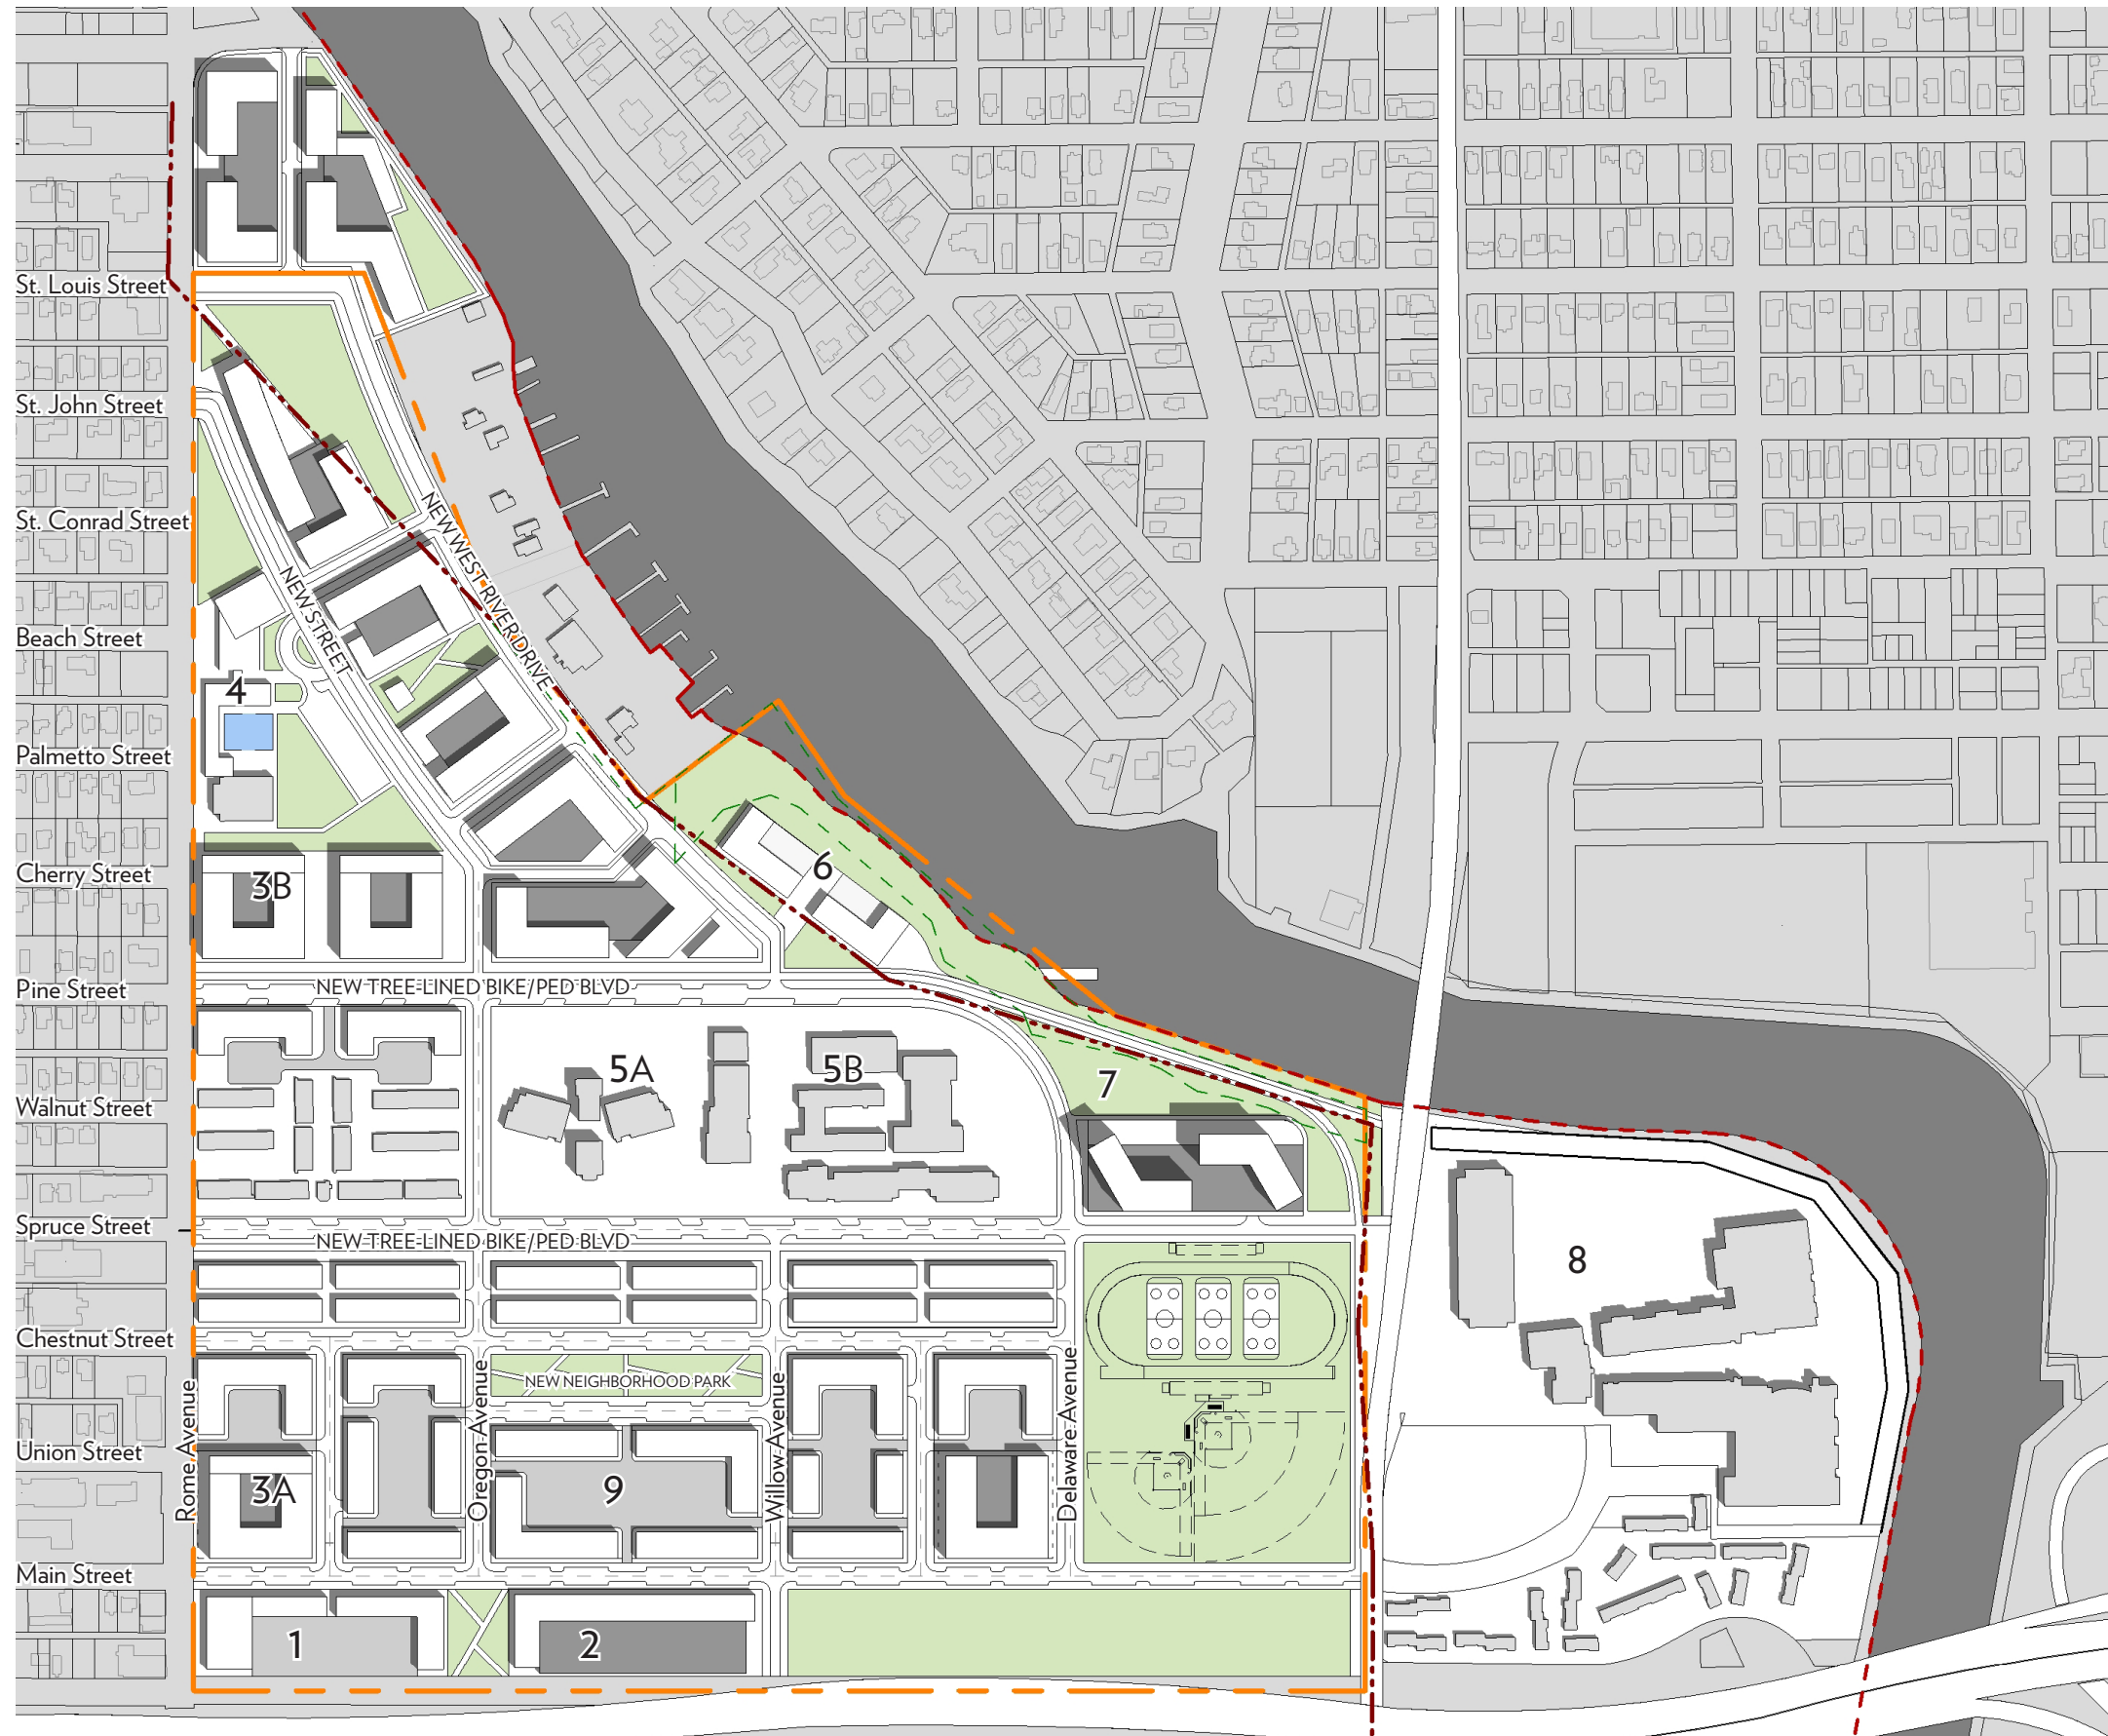 St. Louis Street
St. John Street
St. Conrad Street
Beach Street
Palmetto Street
Cherry Street
Pine Street
Walnut Street
Spruce Street
Chestnut Street
Union Street
Main Street
NEW WEST RIVER DRIVE
NEW STREET
4
6
3B
NEW TREE-LINED BIKE/PED BLVD
5A
5B
7
NEW TREE-LINED BIKE/PED BLVD
8
NEW NEIGHBORHOOD PARK
Rome Avenue
Oregon Avenue
Willow Avenue
Delaware Avenue
3A
9
1
2